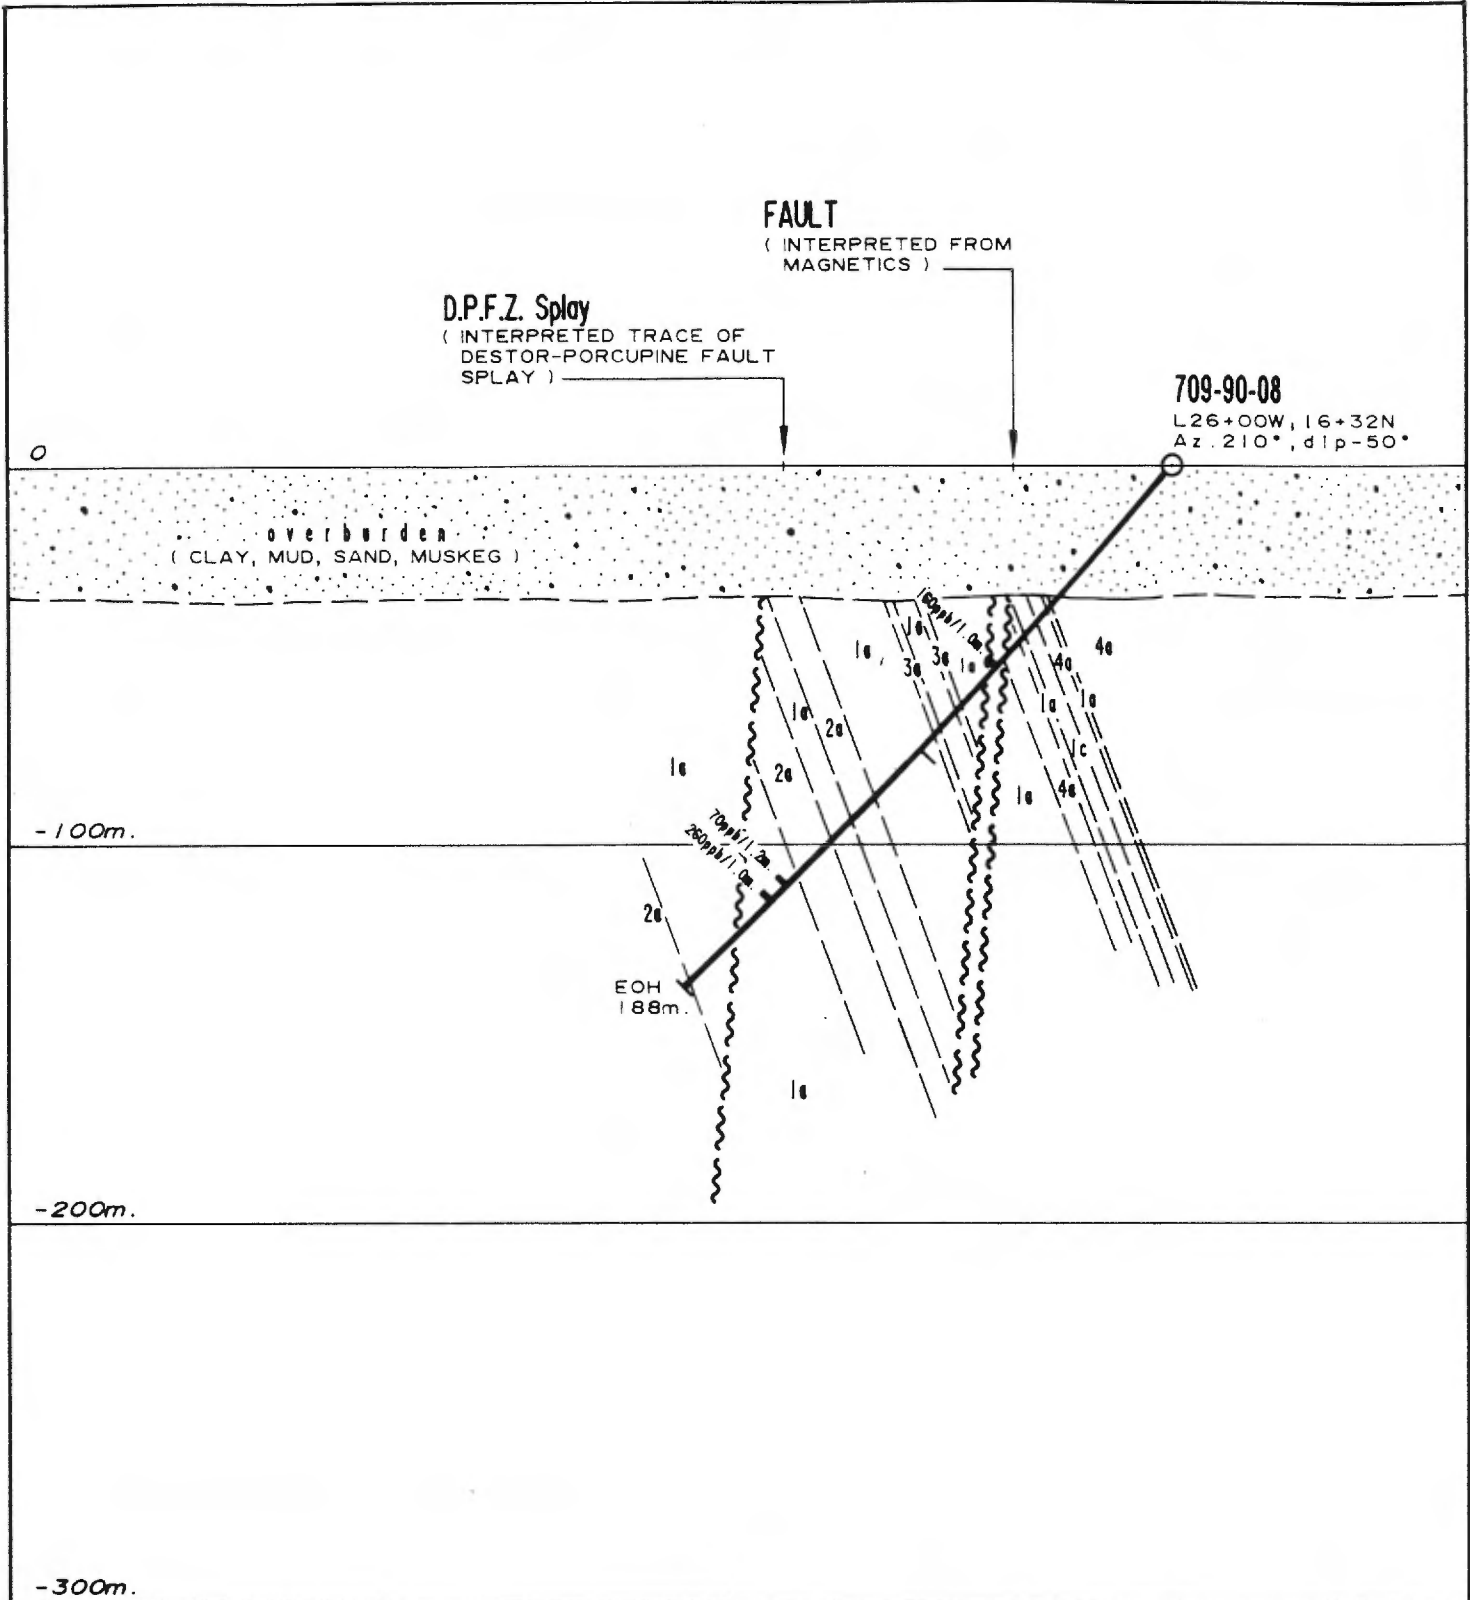 FAULT
( INTERPRETED FROM
MAGNETICS )
D.P.F.Z. Splay
( INTERPRETED TRACE OF
DESTOR-PORCUPINE FAULT
SPLAY )
709-90-08
L26+00W, 16+32N
Az.210°, dip-50°
0
overburden
( CLAY, MUD, SAND, MUSKEG )
160ppb/1.0m.
1a
1a
3a
3a
1a
4a
4a
1a
1a
1c
4a
1a
1a
2a
2a
1a
70ppb/1.2m.
260ppb/1.0m.
-100m.
2a
EOH
188m.
1a
-200m.
-300m.